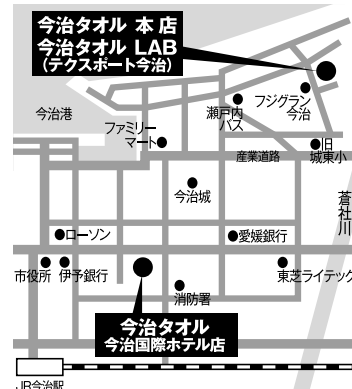 今治タオル 本 店
今治タオル LAB
(テクスポート今治)
今治港
瀬戸内
バス
フジグラン
今治
ファミリー
マート
旧
城東小
産業道路
今治城
蒼社川
ローソン
愛媛銀行
市役所
伊予銀行
東芝ライテック
消防署
今治タオル
今治国際ホテル店
JR今治駅